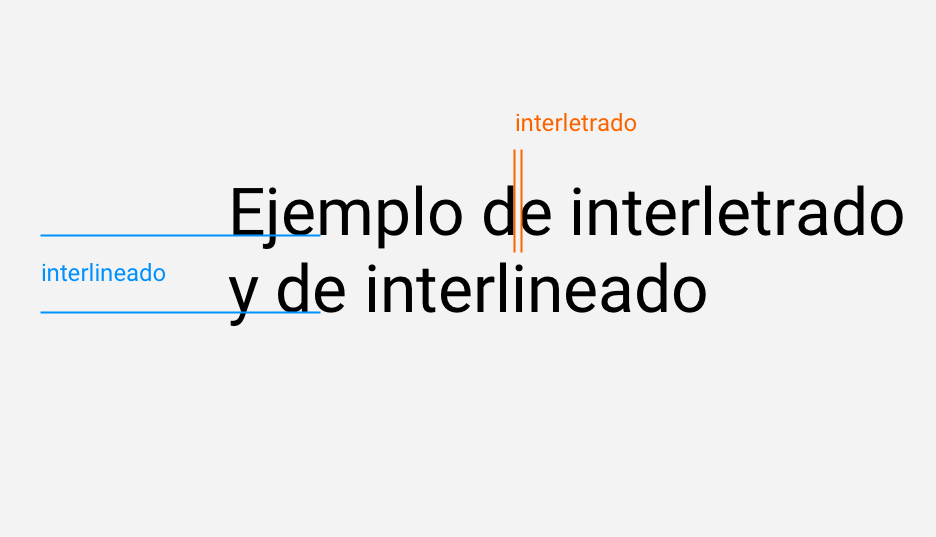 interletrado
Ejemplo de interletrado
interlineado
y de interlineado